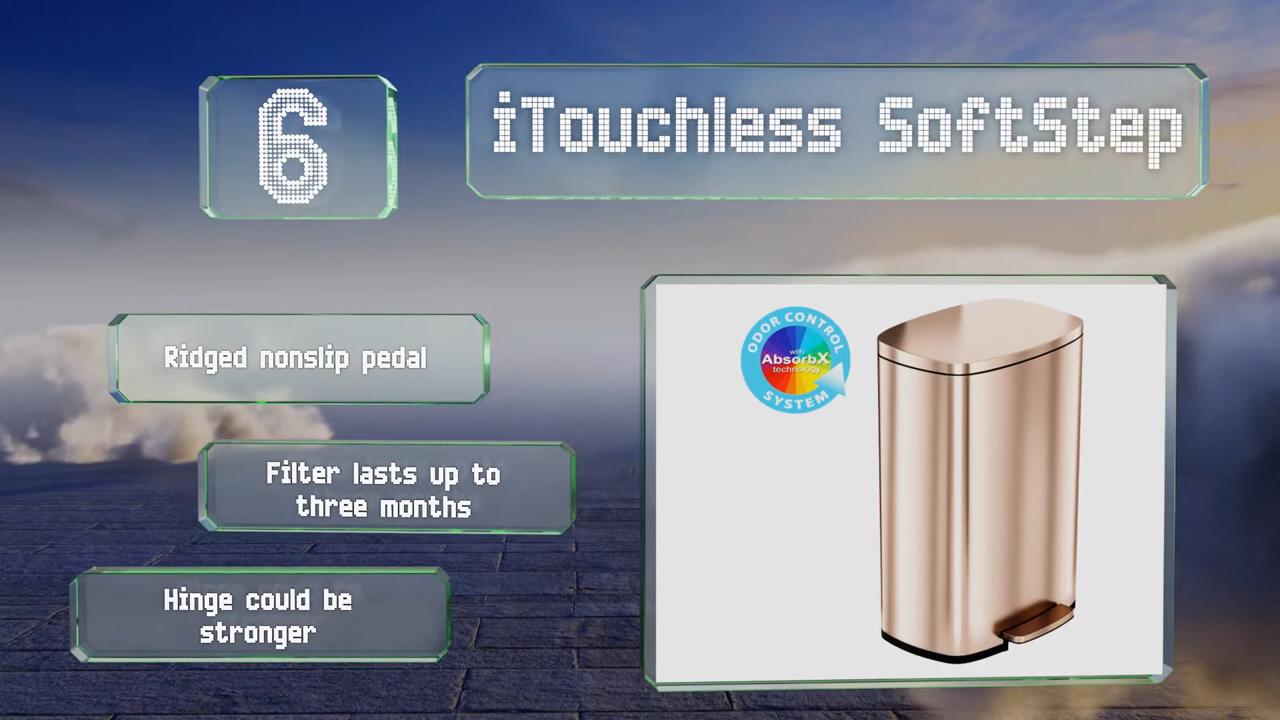 6
iTouchless SoftStep
Ridged nonslip pedal
Filter lasts up to
three months
Hinge could be
stronger
ODOR CONTROL
with
AbsorbX
technology
SYSTEM